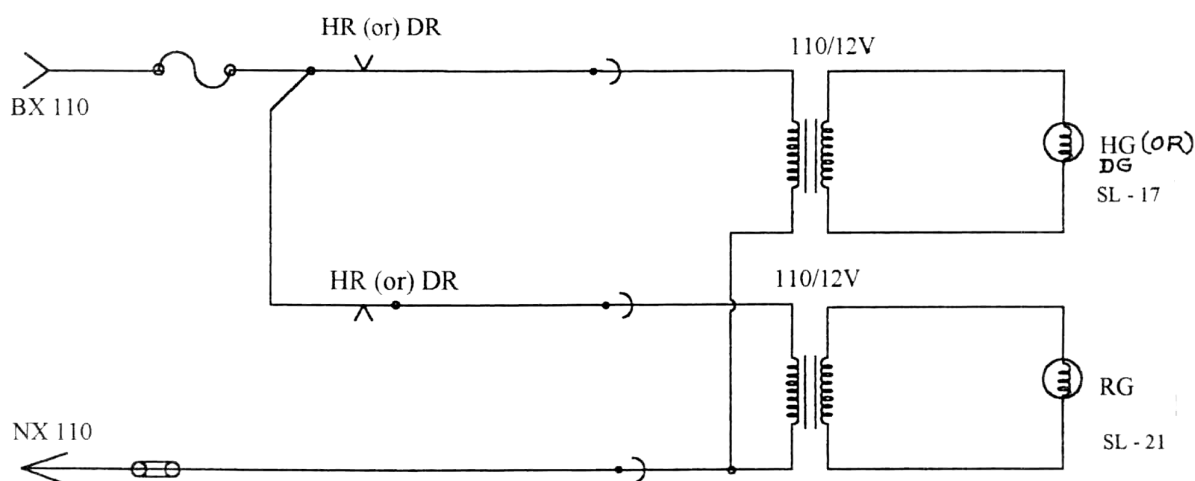 HR (or) DR
110/12V
BX 110
HG (OR)
DG
SL - 17
HR (or) DR
110/12V
RG
NX 110
SL - 21